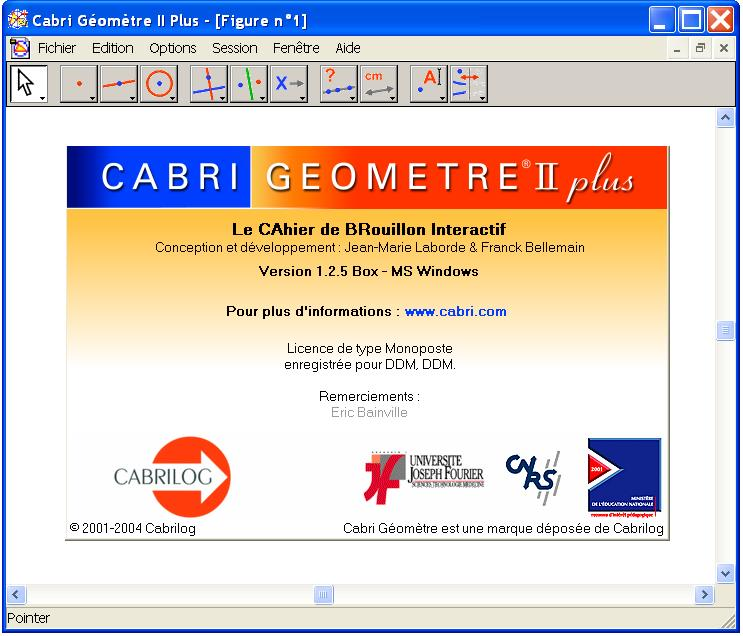 Cabri Géomètre II Plus - [Figure n°1]
Fichier Edition Options Session Fenêtre Aide
X ? cm A
CABRI GEOMETRE® II plus
Le CAhier de BRouillon Interactif
Conception et développement : Jean-Marie Laborde & Franck Bellemain
Version 1.2.5 Box - MS Windows
Pour plus d'informations : www.cabri.com
Licence de type Monoposte
enregistrée pour DDM, DDM.
Remerciements :
Eric Bainville
CABRILOG
UNIVERSITE
JOSEPH FOURIER
SCIENCES. TECHNOLOGIE. MEDECINE
CNRS
2001
MINISTÈRE
DE L'ÉDUCATION NATIONALE
reconnu d'intérêt pédagogique
© 2001-2004 Cabrilog
Cabri Géomètre est une marque déposée de Cabrilog
Pointer